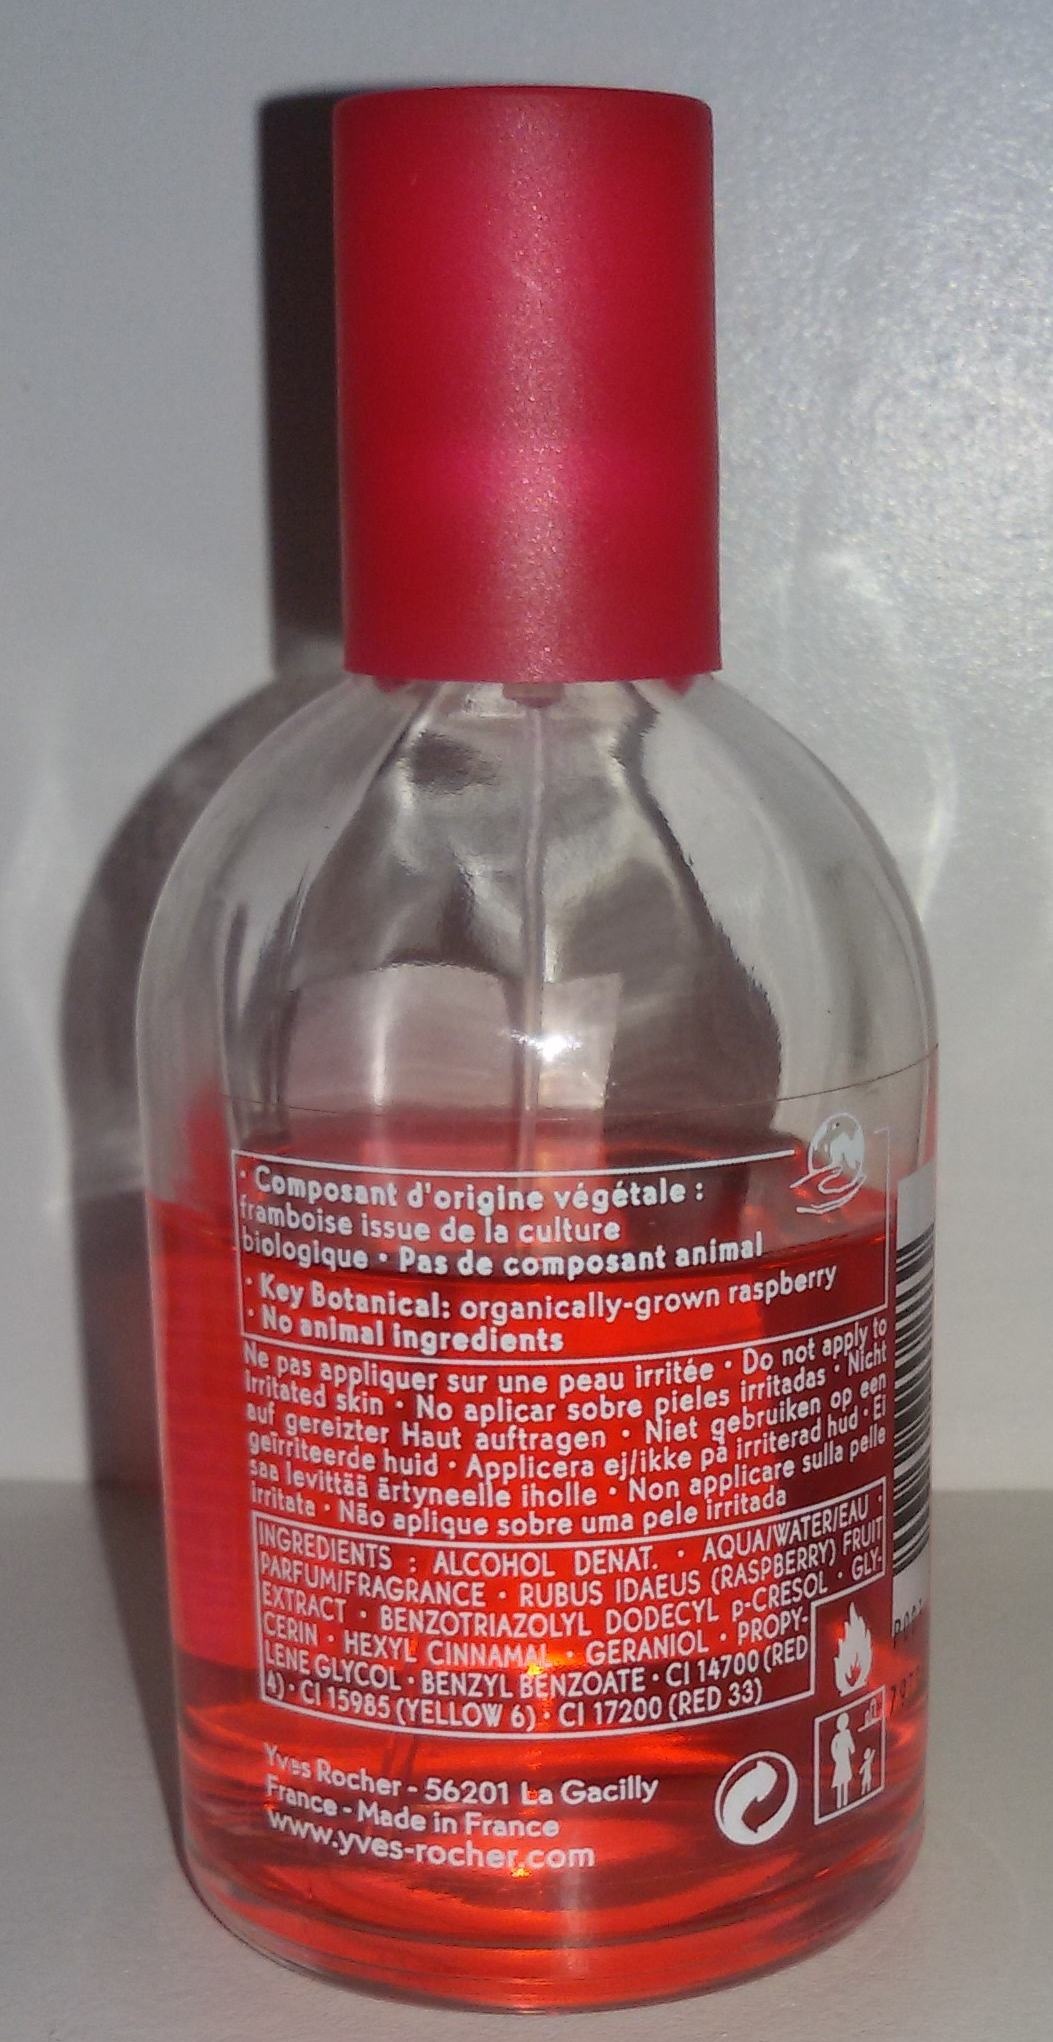 · Composant d'origine végétale :
framboise issue de la culture
biologique · Pas de composant animal
· Key Botanical: organically-grown raspberry
· No animal ingredients
Ne pas appliquer sur une peau irritée · Do not apply to
irritated skin · No aplicar sobre pieles irritadas · Nicht
auf gereizter Haut auftragen · Niet gebruiken op een
geïrriteerde huid · Applicera ej/ikke på irriterad hud · Ei
saa levittää ärtyneelle iholle · Non applicare sulla pelle
irritata · Não aplique sobre uma pele irritada
INGREDIENTS : ALCOHOL DENAT. · AQUA/WATER/EAU ·
PARFUM/FRAGRANCE · RUBUS IDAEUS (RASPBERRY) FRUIT
EXTRACT · BENZOTRIAZOLYL DODECYL p-CRESOL · GLY-
CERIN · HEXYL CINNAMAL · GERANIOL · PROPY-
LENE GLYCOL · BENZYL BENZOATE · CI 14700 (RED
4) · CI 15985 (YELLOW 6) · CI 17200 (RED 33)
Yves Rocher - 56201 La Gacilly
France - Made in France
www.yves-rocher.com